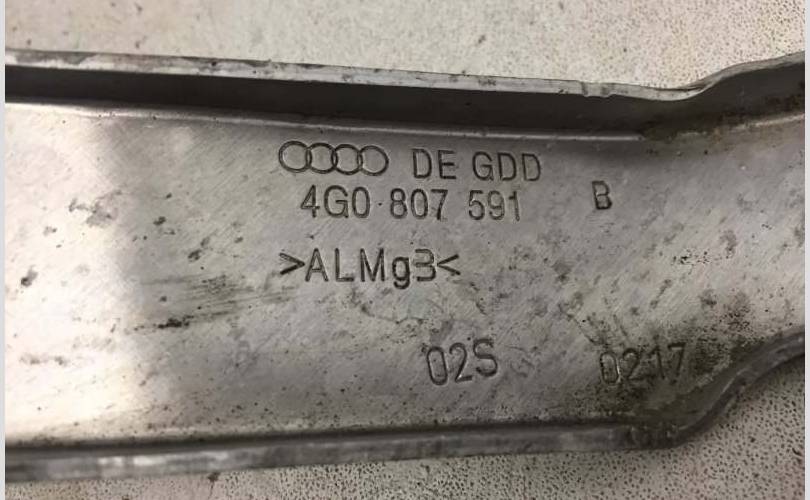 DE GDD
4G0 807 591 B
>ALMg3<
02S 0217